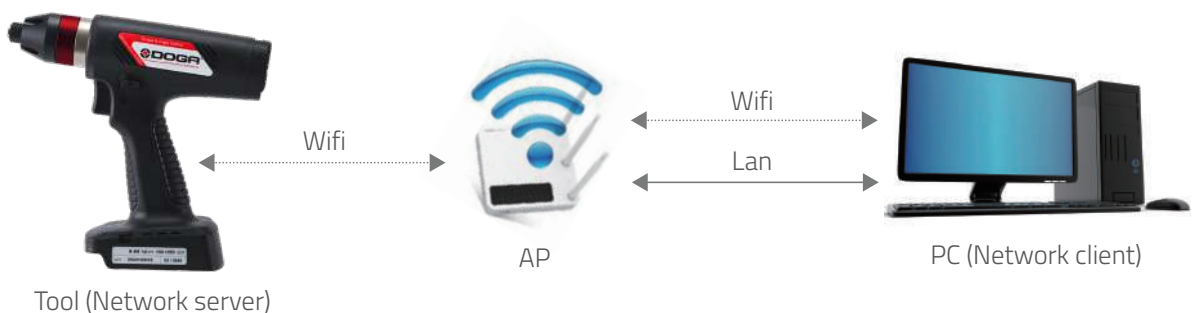 DOGA
Wifi
Wifi
Lan
AP
PC (Network client)
Tool (Network server)